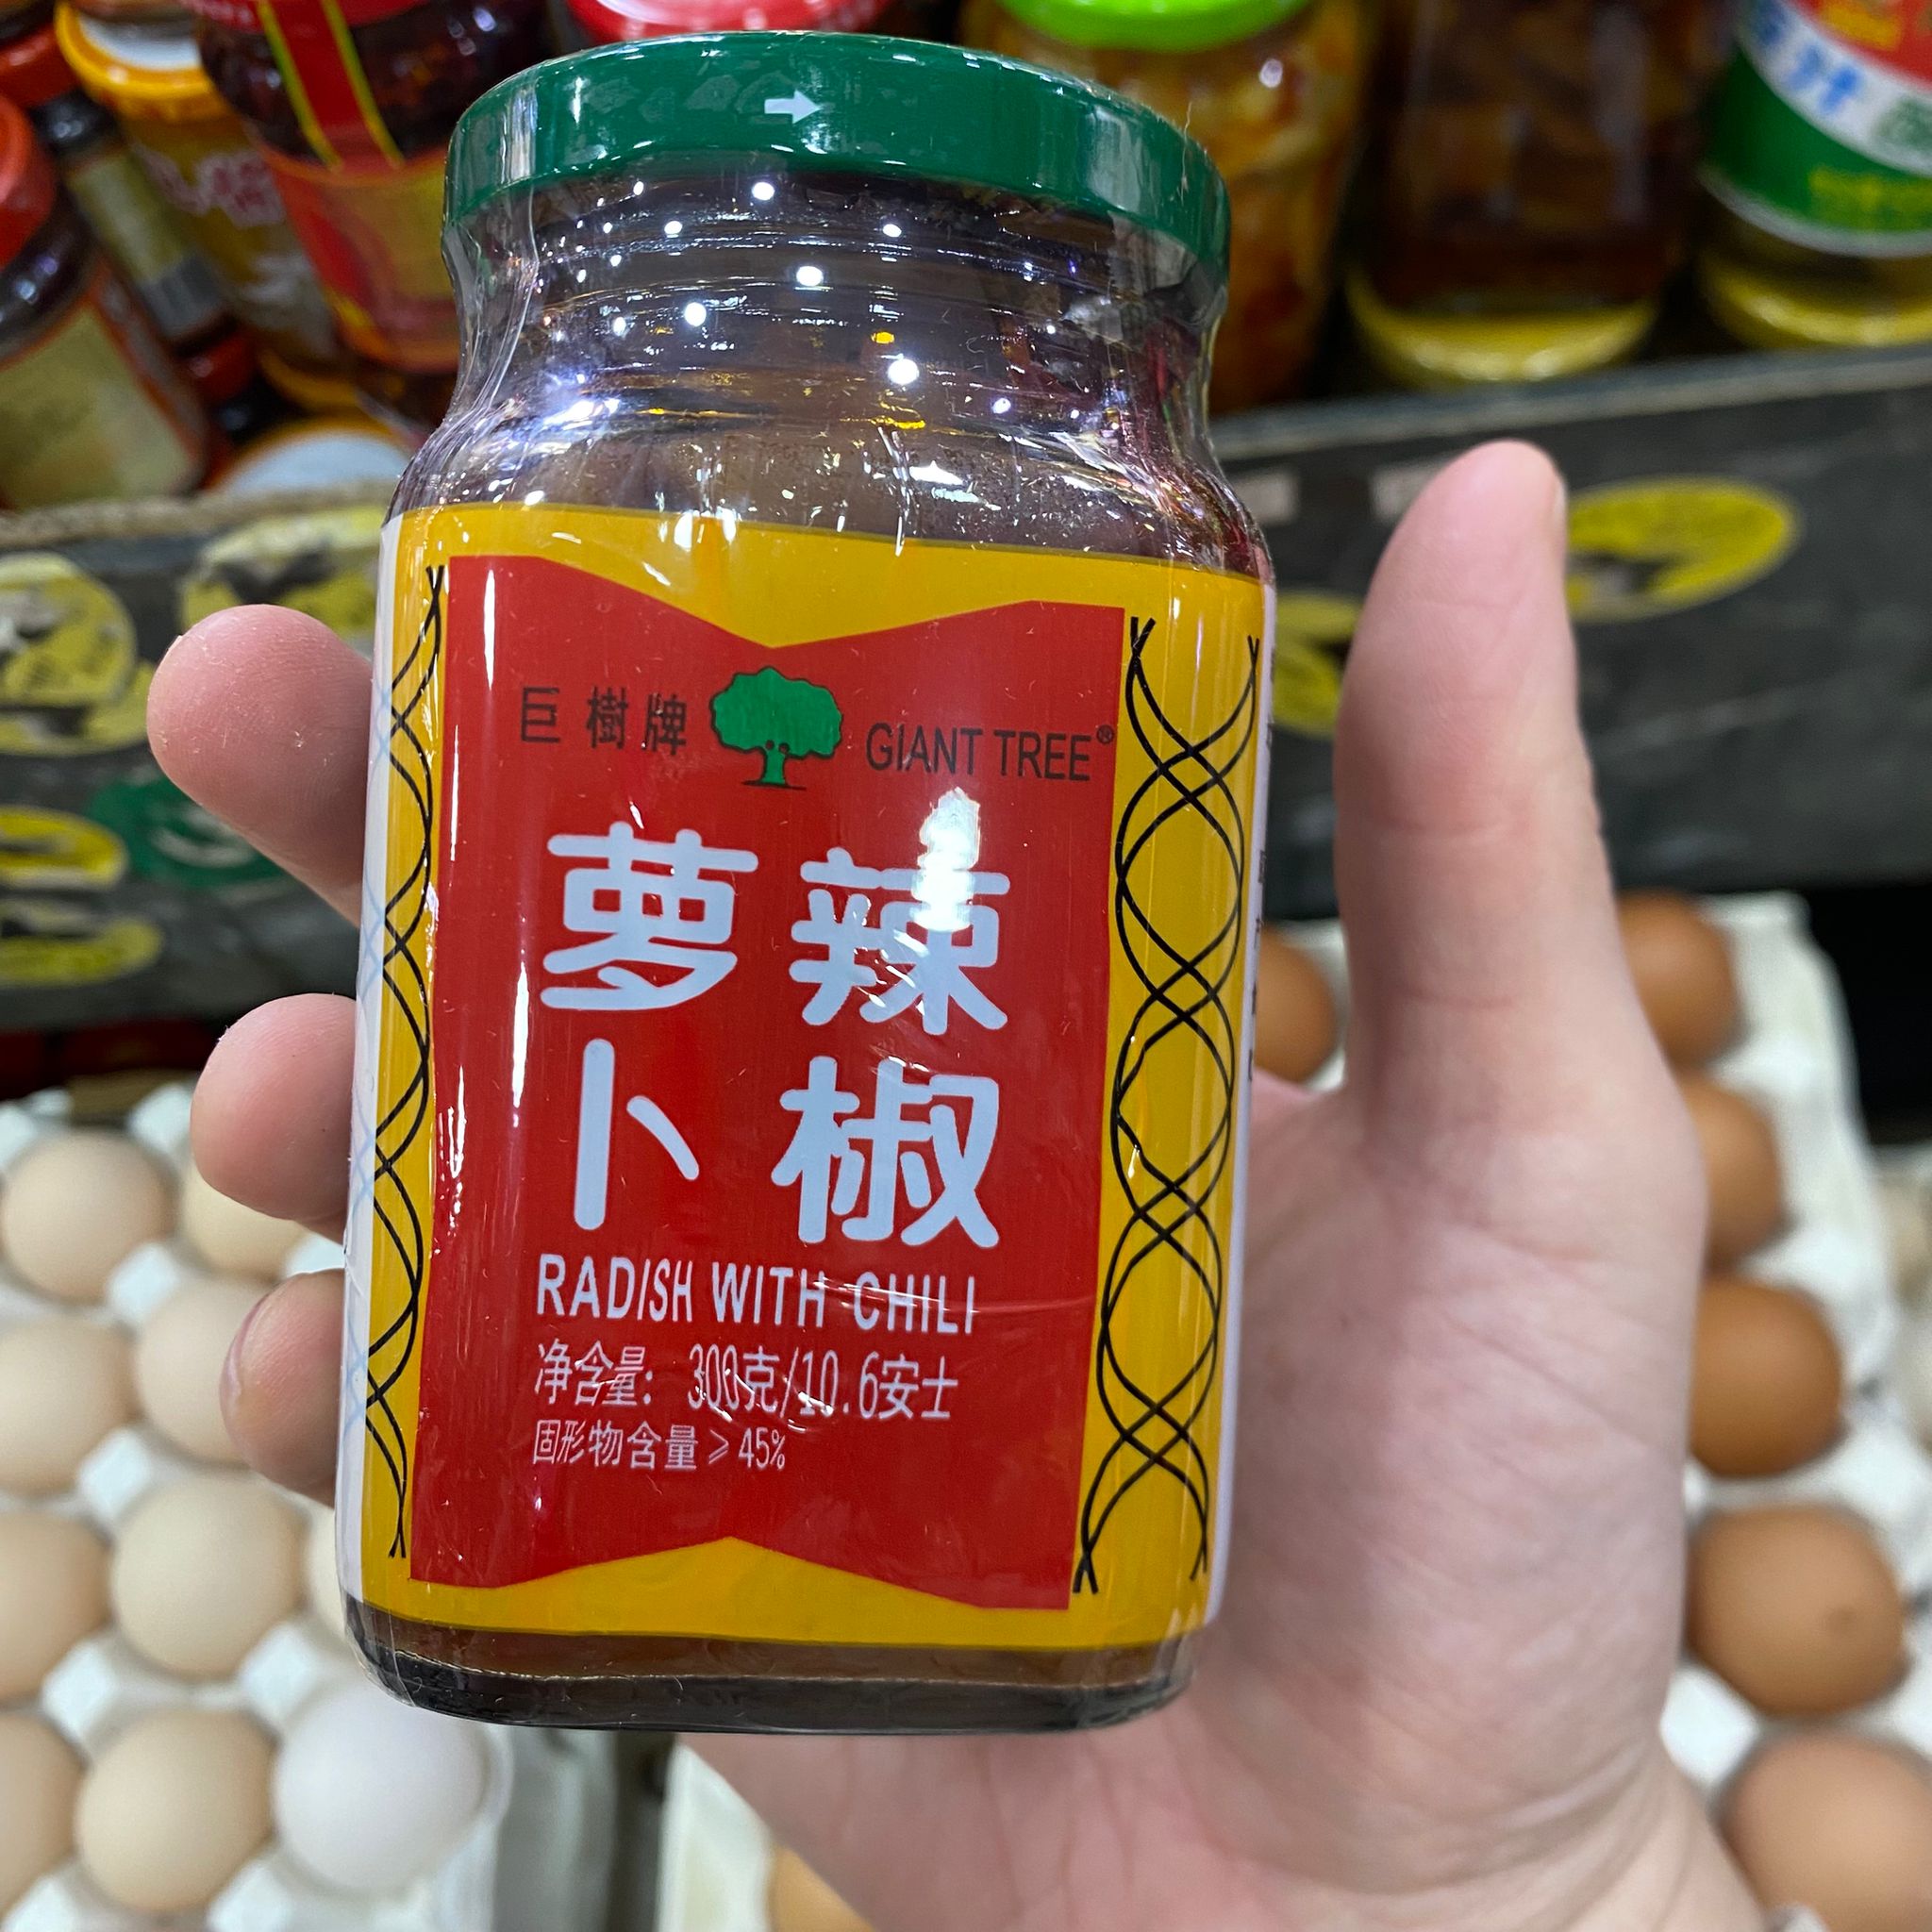 巨樹牌 GIANT TREE®
辣椒
萝卜
RADISH WITH CHILI
净含量: 300克/10.6安士
固形物含量≥45%